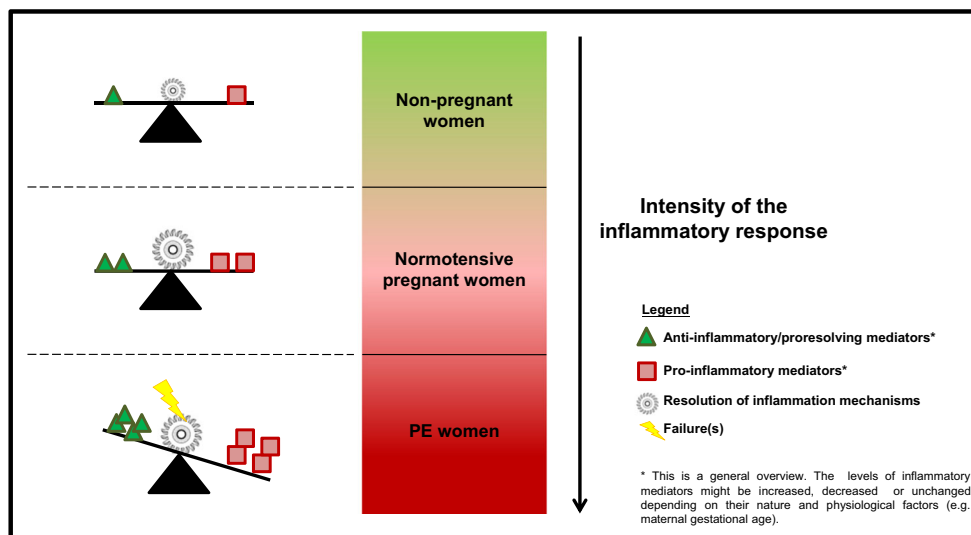 Non-pregnant
women
Normotensive
pregnant women
PE women
Intensity of the
inflammatory response
Legend
Anti-inflammatory/proresolving mediators*
Pro-inflammatory mediators*
Resolution of inflammation mechanisms
Failure(s)
* This is a general overview. The levels of inflammatory
mediators might be increased, decreased or unchanged
depending on their nature and physiological factors (e.g.
maternal gestational age).